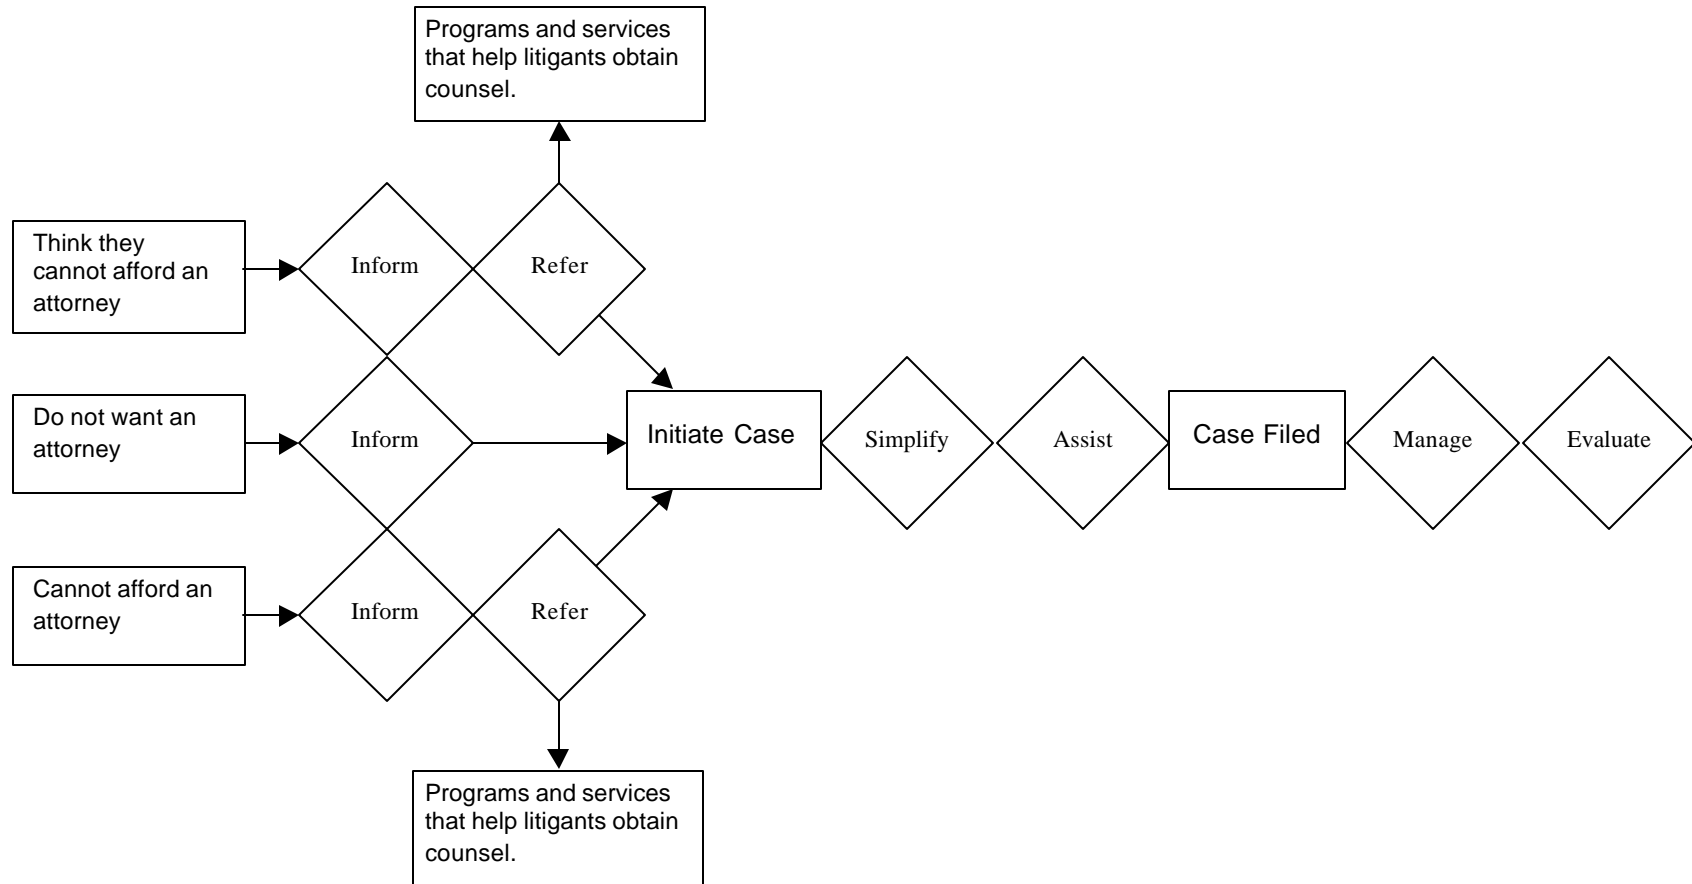 Programs and services
that help litigants obtain
counsel.
Think they
cannot afford an
attorney
Inform
Refer
Do not want an
attorney
Inform
Initiate Case
Simplify
Assist
Case Filed
Manage
Evaluate
Cannot afford an
attorney
Inform
Refer
Programs and services
that help litigants obtain
counsel.